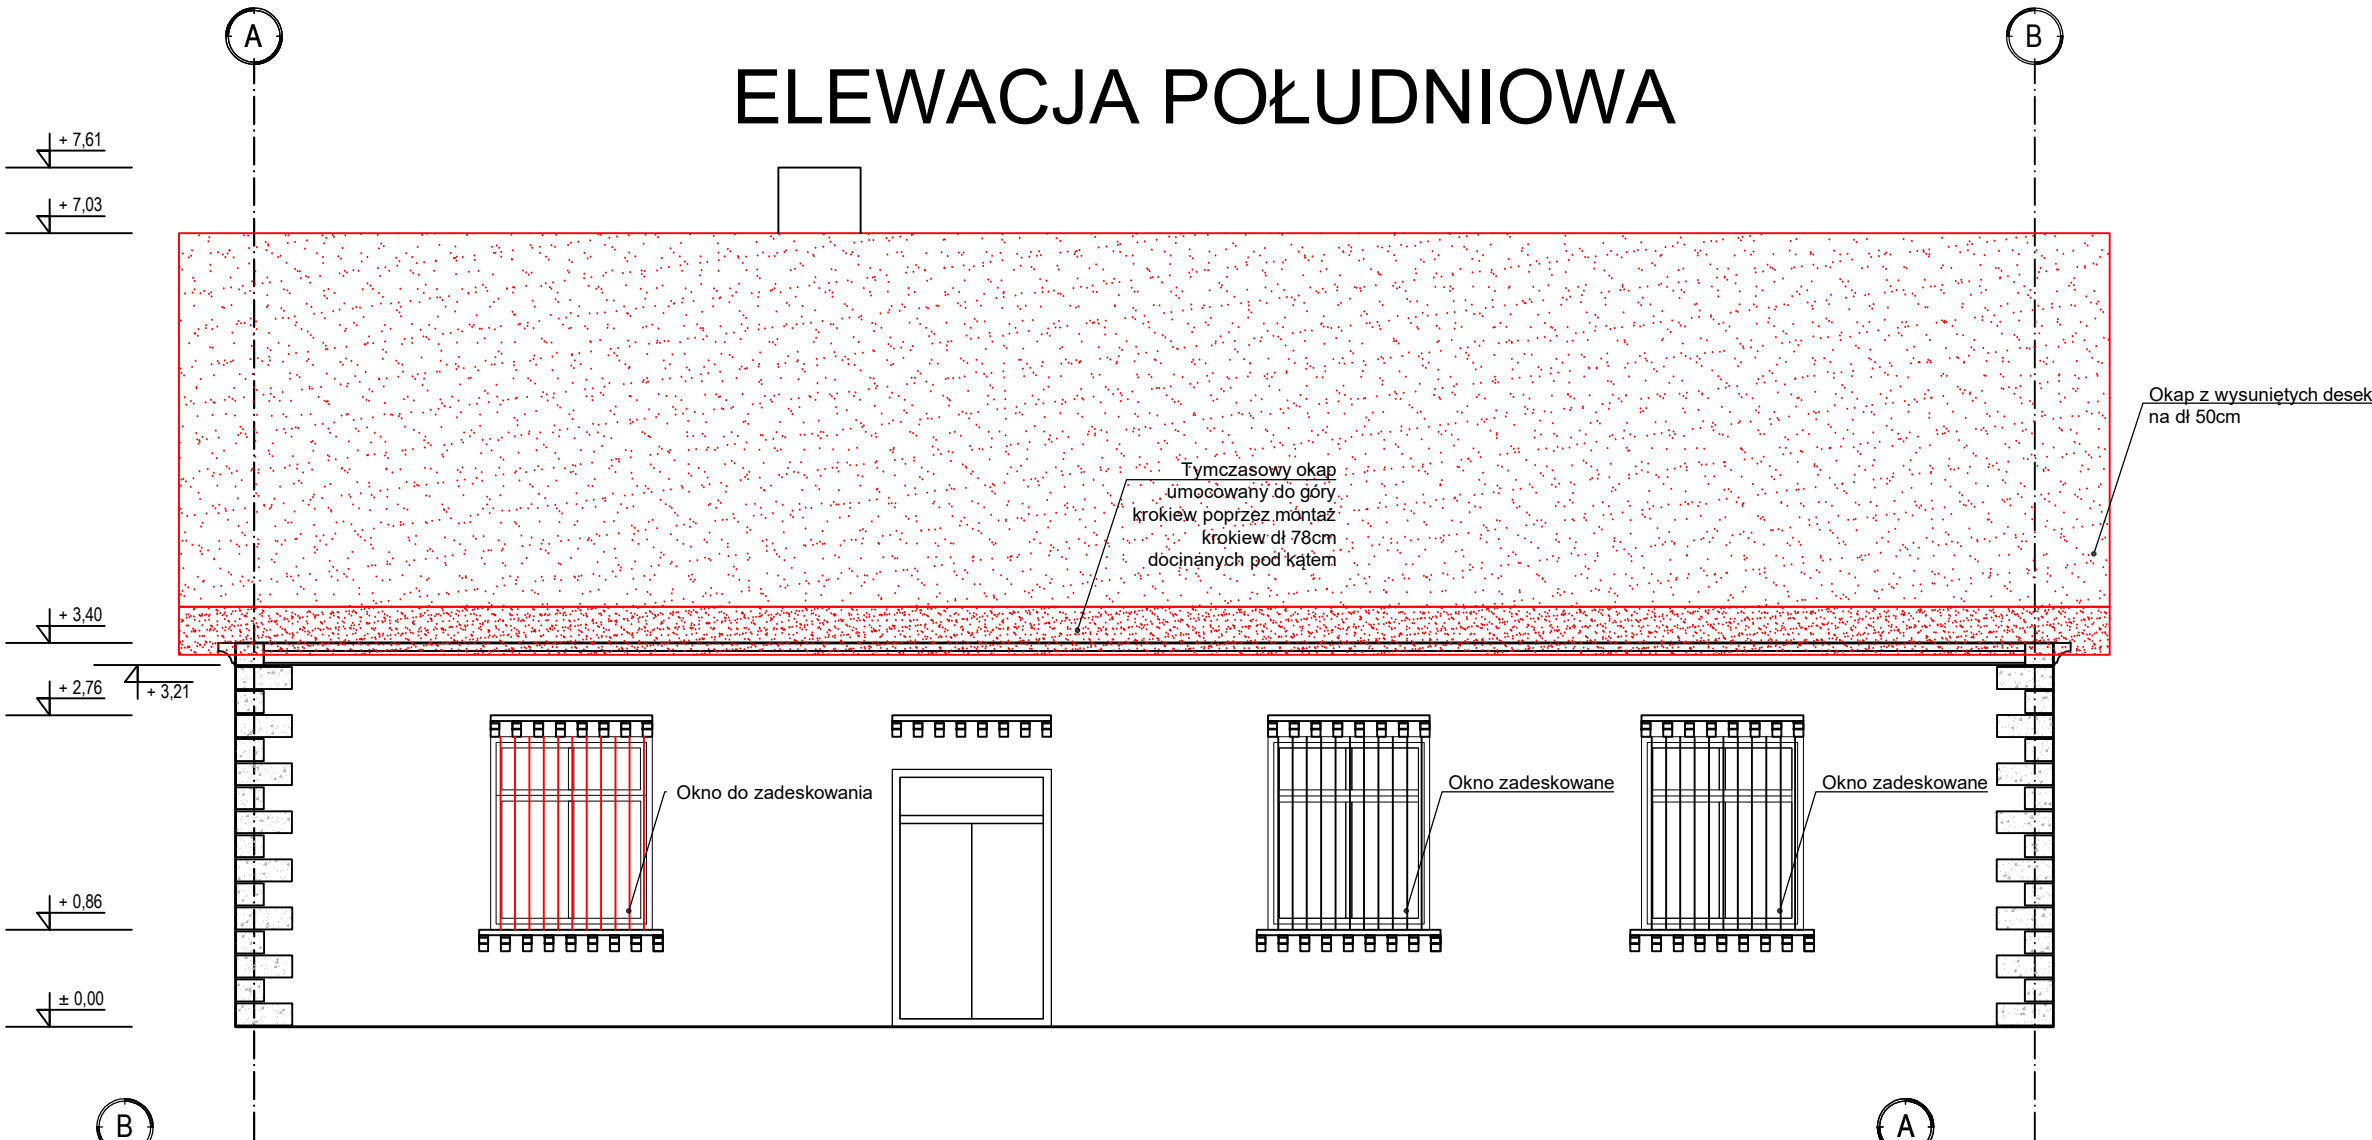 A
B
ELEWACJA POŁUDNIOWA
+ 7,61
+ 7,03
Okap z wysuniętych desek
na dł 50cm
Tymczasowy okap
umocowany do góry
krokiew poprzez montaż
krokiew dł 78cm
docinanych pod kątem
+ 3,40
+ 3,21
+ 2,76
Okno do zadeskowania
Okno zadeskowane
Okno zadeskowane
+ 0,86
± 0,00
B
A